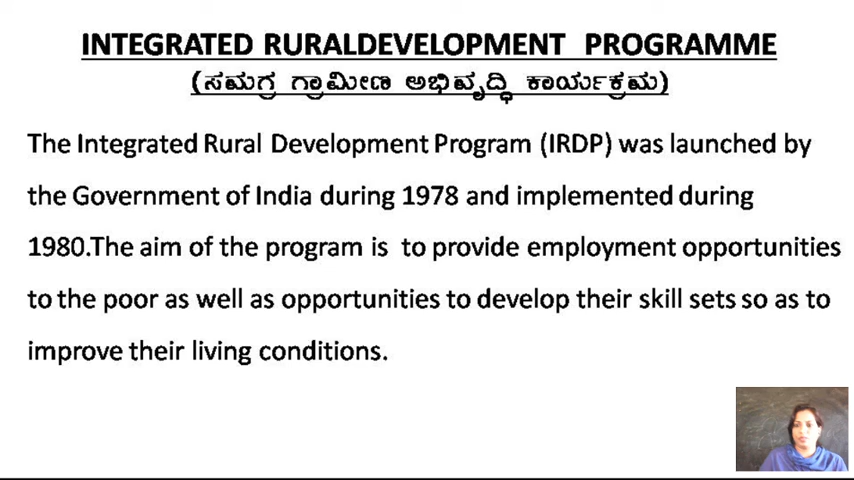 INTEGRATED RURALDEVELOPMENT PROGRAMME
(ಸಮಗ್ರ ಗ್ರಾಮೀಣ ಅಭಿವೃದ್ಧಿ ಕಾರ್ಯಕ್ರಮ)
The Integrated Rural Development Program (IRDP) was launched by
the Government of India during 1978 and implemented during
1980.The aim of the program is to provide employment opportunities
to the poor as well as opportunities to develop their skill sets so as to
improve their living conditions.